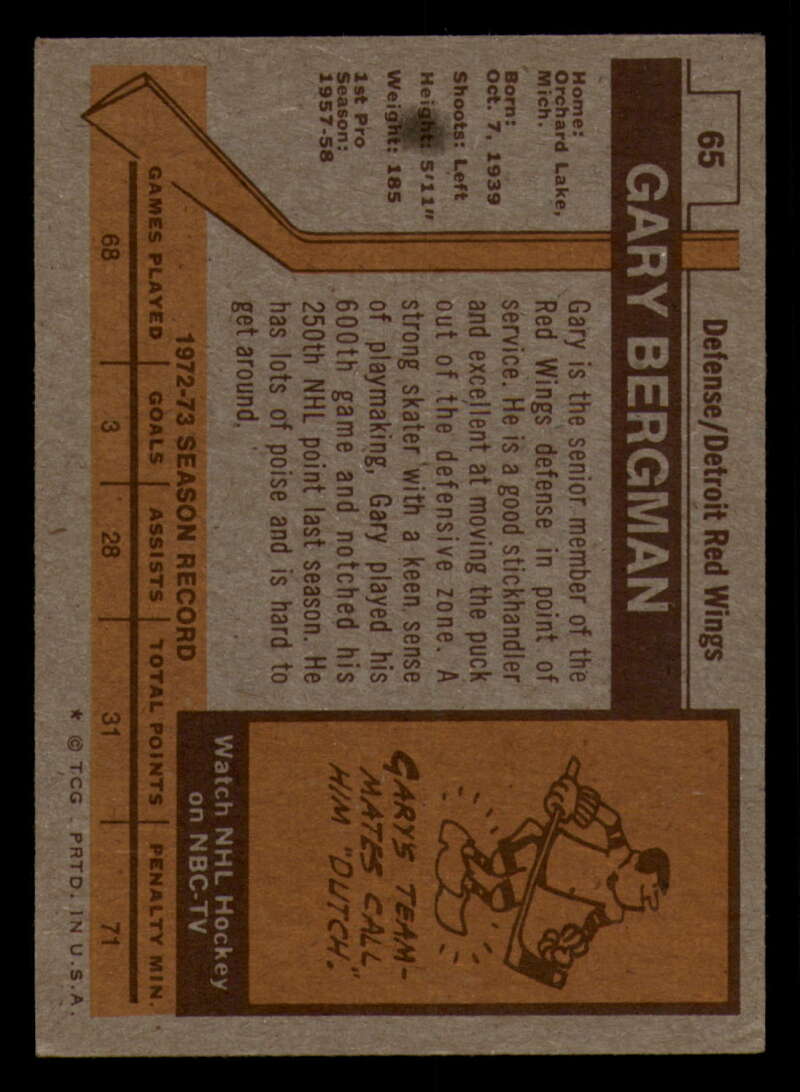 65
Defense/Detroit Red Wings
GARY BERGMAN
Home:
Orchard Lake,
Mich.
Born:
Oct. 7, 1939
Shoots: Left
Height: 5'11"
Weight: 185
1st Pro
Season:
1957-58
Gary is the senior member of the
Red Wings defense in point of
service. He is a good stickhandler
and excellent at moving the puck
out of the defensive zone. A
strong skater with a keen sense
of playmaking, Gary played his
600th game and notched his
250th NHL point last season. He
has lots of poise and is hard to
get around.
GARY'S TEAM-
MATES CALL
HIM "DUTCH."
Watch NHL Hockey
on NBC-TV
1972-73 SEASON RECORD
GAMES PLAYED GOALS ASSISTS TOTAL POINTS PENALTY MIN.
68 3 28 31 71
* © T.C.G. PRTD. IN U.S.A.